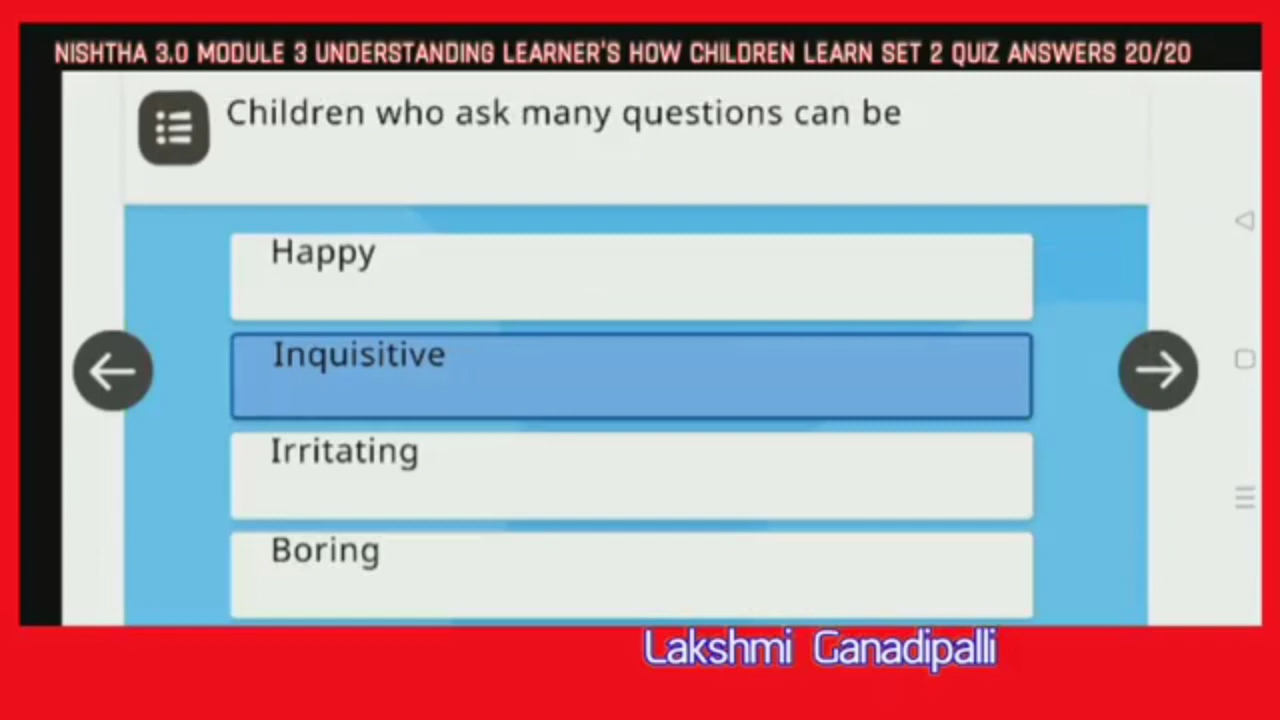 NISHTHA 3.0 MODULE 3 UNDERSTANDING LEARNER'S HOW CHILDREN LEARN SET 2 QUIZ ANSWERS 20/20
Children who ask many questions can be
Happy
Inquisitive
Irritating
Boring
Lakshmi Ganadipalli